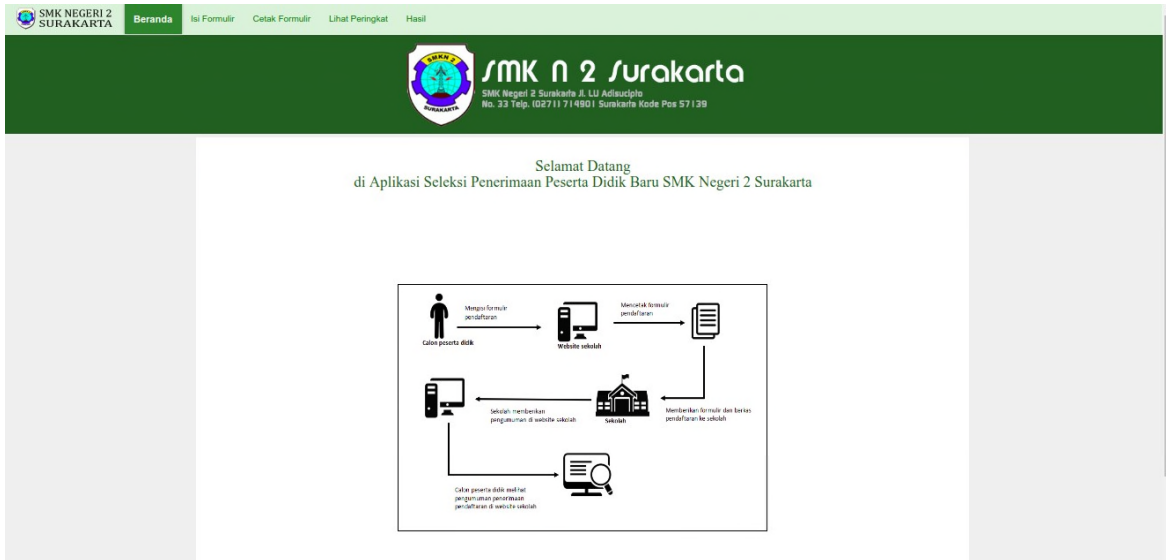 SMK NEGERI 2
SURAKARTA
Beranda
Isi Formulir
Cetak Formulir
Lihat Peringkat
Hasil
SMKN 2
SURAKARTA
SMK N 2 Surakarta
SMK Negeri 2 Surakarta Jl. LU Adisucipto
No. 33 Telp. (0271) 714901 Surakarta Kode Pos 57139
Selamat Datang
di Aplikasi Seleksi Penerimaan Peserta Didik Baru SMK Negeri 2 Surakarta
Mengisi formulir
pendaftaran
Mencetak formulir
pendaftaran
Calon peserta didik
Website sekolah
Sekolah memberikan
pengumuman di website sekolah
Sekolah
Memberikan formulir dan berkas
pendaftaran ke sekolah
Calon peserta didik melihat
pengumuman penerimaan
pendaftaran di website sekolah